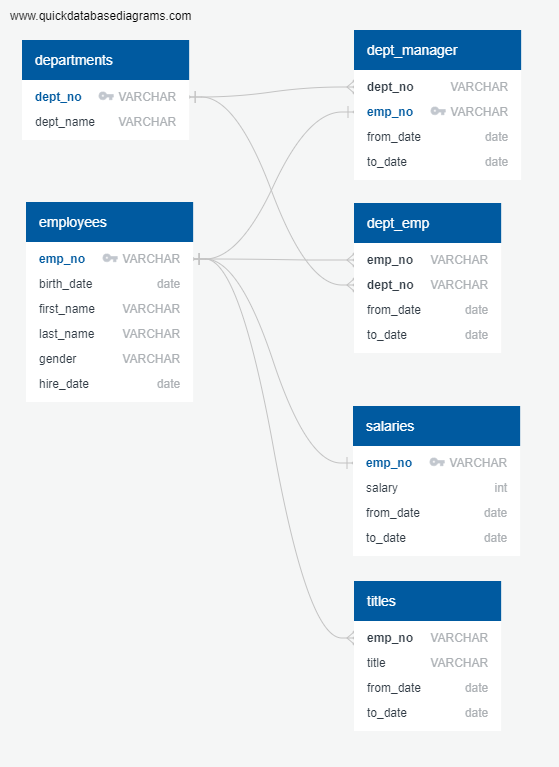 www.quickdatabasediagrams.com
departments
dept_no VARCHAR
dept_name VARCHAR
employees
emp_no VARCHAR
birth_date date
first_name VARCHAR
last_name VARCHAR
gender VARCHAR
hire_date date
dept_manager
dept_no VARCHAR
emp_no VARCHAR
from_date date
to_date date
dept_emp
emp_no VARCHAR
dept_no VARCHAR
from_date date
to_date date
salaries
emp_no VARCHAR
salary int
from_date date
to_date date
titles
emp_no VARCHAR
title VARCHAR
from_date date
to_date date